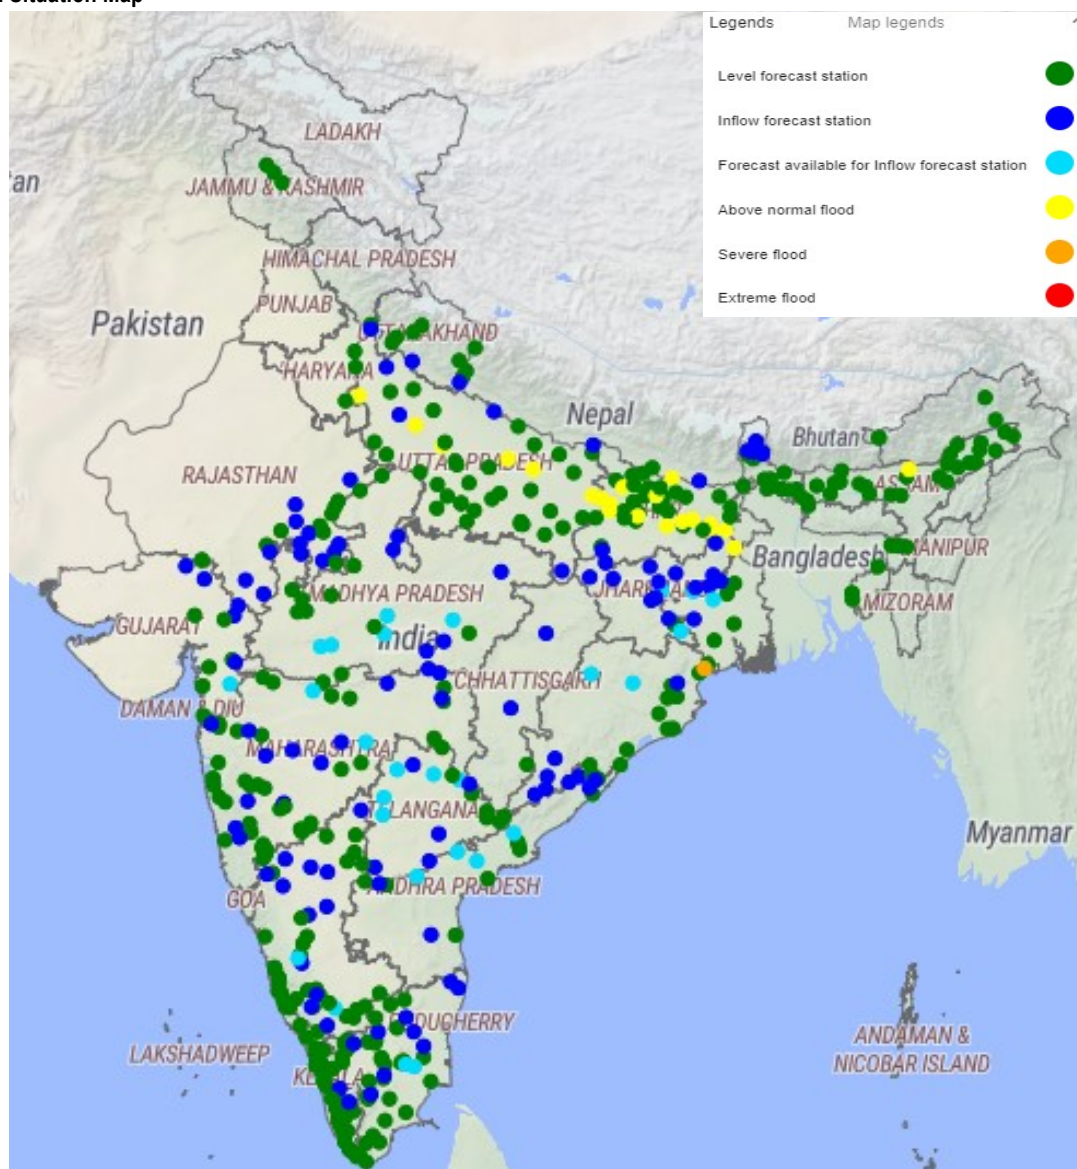 Situation Map
Legends Map legends
Level forecast station
Inflow forecast station
Forecast available for Inflow forecast station
Above normal flood
Severe flood
Extreme flood
LADAKH
an
JAMMU & KASHMIR
HIMACHAL PRADESH
PUNJAB
Pakistan
UTTARAKHAND
HARYANA
Nepal
Bhutan
UTTAR PRADESH
RAJASTHAN
ASSAM
Bangladesh
MANIPUR
JHARKHAND
MADHYA PRADESH
MIZORAM
GUJARAT
India
CHHATTISGARH
DAMAN & DIU
MAHARASHTRA
TELANGANA
Myanmar
ANDHRA PRADESH
GOA
PUDUCHERRY
ANDAMAN &
NICOBAR ISLAND
LAKSHADWEEP
KERALA